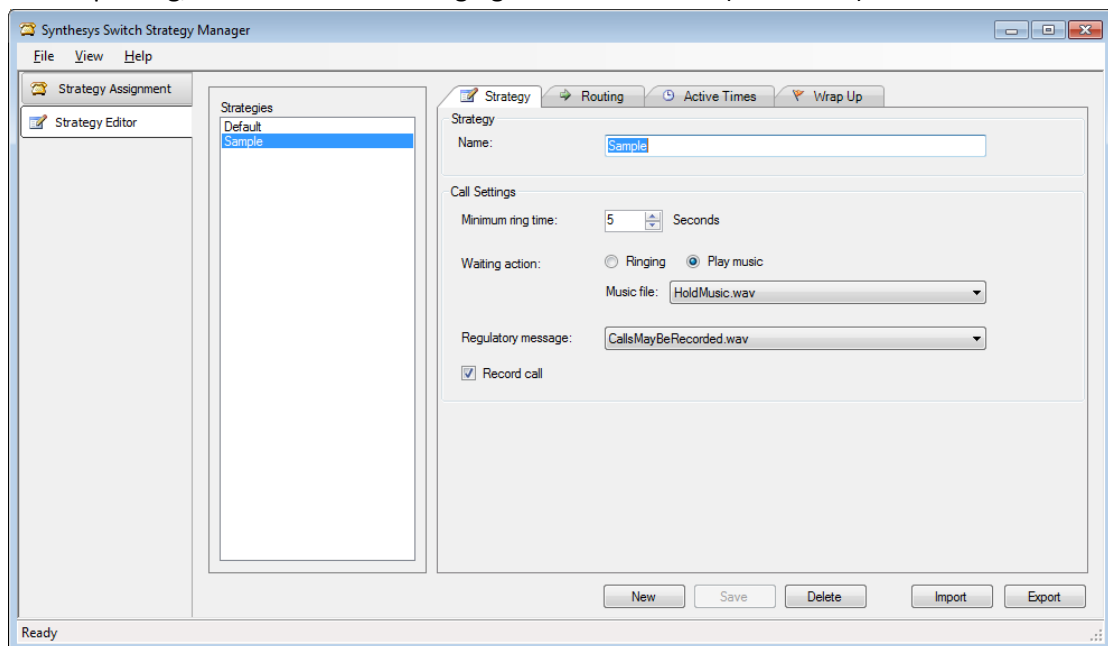 Synthesys Switch Strategy Manager
File View Help
Strategy Assignment
Strategy Editor
Strategies
Default
Sample
Strategy Routing Active Times Wrap Up
Strategy
Name: Sample
Call Settings
Minimum ring time: 5 Seconds
Waiting action: Ringing Play music
Music file: HoldMusic.wav
Regulatory message: CallsMayBeRecorded.wav
Record call
New Save Delete Import Export
Ready